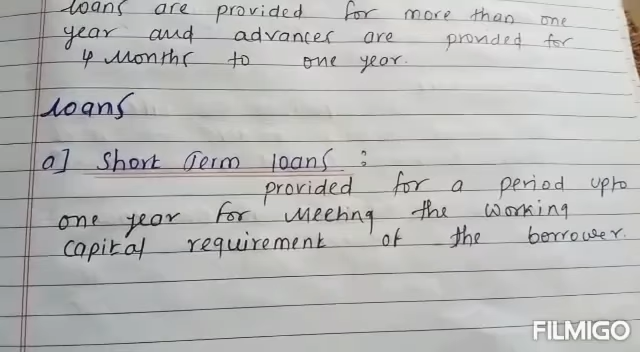 loans are provided for more than one
year and advances are provided for
4 Months to one year.
loans
a] Short Term loans :
provided for a period upto
one year for Meeting the working
capital requirement of the borrower.
FILMIGO